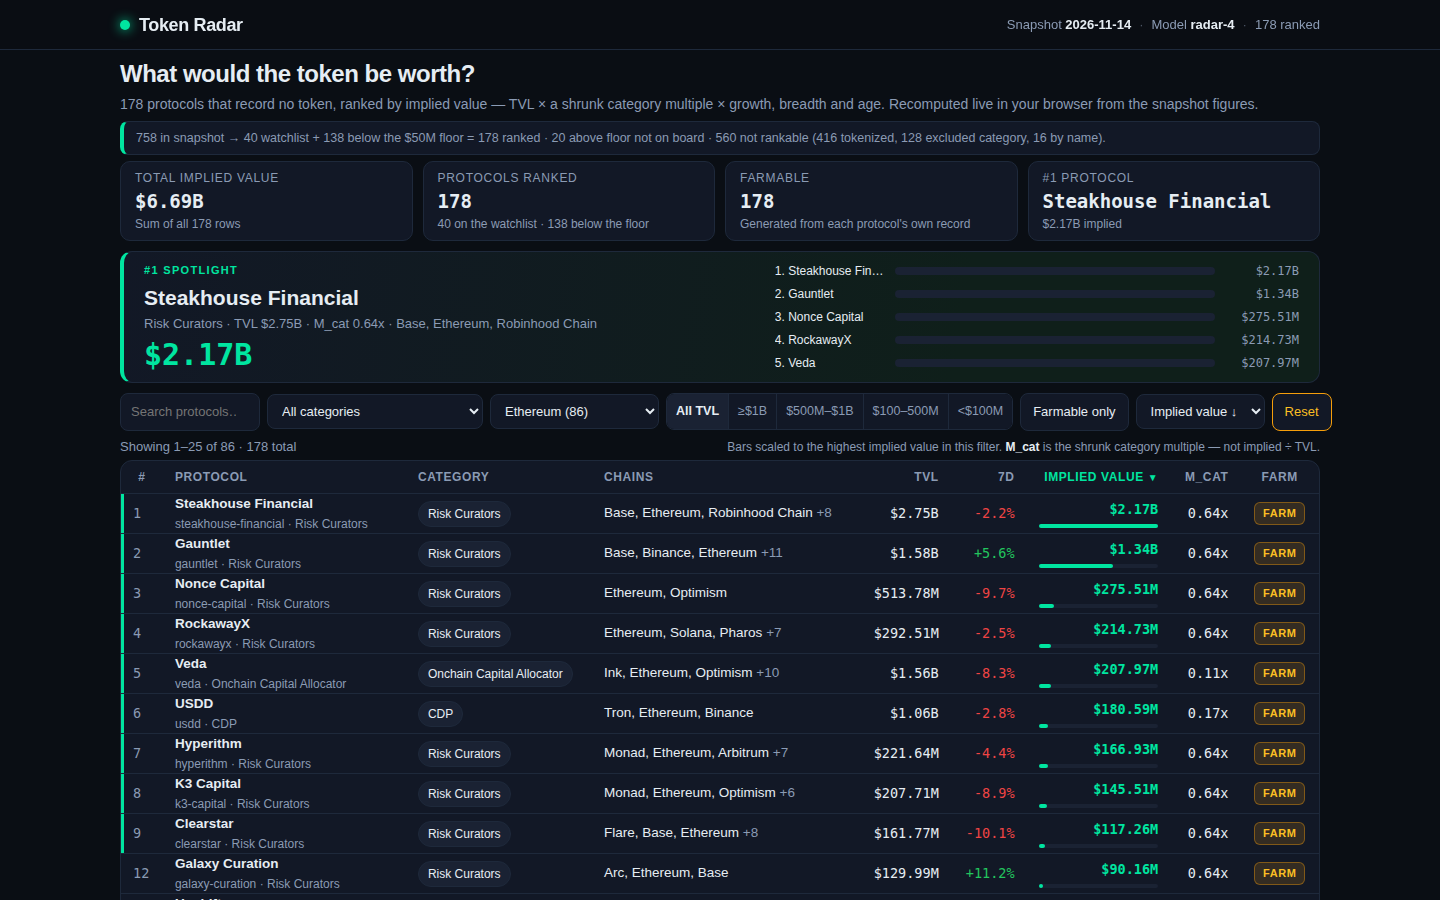 Token Radar
Snapshot 2026-11-14 · Model radar-4 · 178 ranked
What would the token be worth?
178 protocols that record no token, ranked by implied value — TVL × a shrunk category multiple × growth, breadth and age. Recomputed live in your browser from the snapshot figures.
758 in snapshot → 40 watchlist + 138 below the $50M floor = 178 ranked · 20 above floor not on board · 560 not rankable (416 tokenized, 128 excluded category, 16 by name).
TOTAL IMPLIED VALUE
$6.69B
Sum of all 178 rows
PROTOCOLS RANKED
178
40 on the watchlist · 138 below the floor
FARMABLE
178
Generated from each protocol's own record
#1 PROTOCOL
Steakhouse Financial
$2.17B implied
#1 SPOTLIGHT
Steakhouse Financial
Risk Curators · TVL $2.75B · M_cat 0.64x · Base, Ethereum, Robinhood Chain
$2.17B
1. Steakhouse Fin… $2.17B
2. Gauntlet $1.34B
3. Nonce Capital $275.51M
4. RockawayX $214.73M
5. Veda $207.97M
Search protocols.. All categories Ethereum (86) All TVL ≥$1B $500M–$1B $100–500M <$100M Farmable only Implied value ↓ Reset
Showing 1–25 of 86 · 178 total
Bars scaled to the highest implied value in this filter. M_cat is the shrunk category multiple — not implied ÷ TVL.
# PROTOCOL CATEGORY CHAINS TVL 7D IMPLIED VALUE ▼ M_CAT FARM
1 Steakhouse Financial Risk Curators Base, Ethereum, Robinhood Chain +8 $2.75B -2.2% $2.17B 0.64x FARM
steakhouse-financial · Risk Curators
2 Gauntlet Risk Curators Base, Binance, Ethereum +11 $1.58B +5.6% $1.34B 0.64x FARM
gauntlet · Risk Curators
3 Nonce Capital Risk Curators Ethereum, Optimism $513.78M -9.7% $275.51M 0.64x FARM
nonce-capital · Risk Curators
4 RockawayX Risk Curators Ethereum, Solana, Pharos +7 $292.51M -2.5% $214.73M 0.64x FARM
rockawayx · Risk Curators
5 Veda Onchain Capital Allocator Ink, Ethereum, Optimism +10 $1.56B -8.3% $207.97M 0.11x FARM
veda · Onchain Capital Allocator
6 USDD CDP Tron, Ethereum, Binance $1.06B -2.8% $180.59M 0.17x FARM
usdd · CDP
7 Hyperithm Risk Curators Monad, Ethereum, Arbitrum +7 $221.64M -4.4% $166.93M 0.64x FARM
hyperithm · Risk Curators
8 K3 Capital Risk Curators Monad, Ethereum, Optimism +6 $207.71M -8.9% $145.51M 0.64x FARM
k3-capital · Risk Curators
9 Clearstar Risk Curators Flare, Base, Ethereum +8 $161.77M -10.1% $117.26M 0.64x FARM
clearstar · Risk Curators
12 Galaxy Curation Risk Curators Arc, Ethereum, Base $129.99M +11.2% $90.16M 0.64x FARM
galaxy-curation · Risk Curators